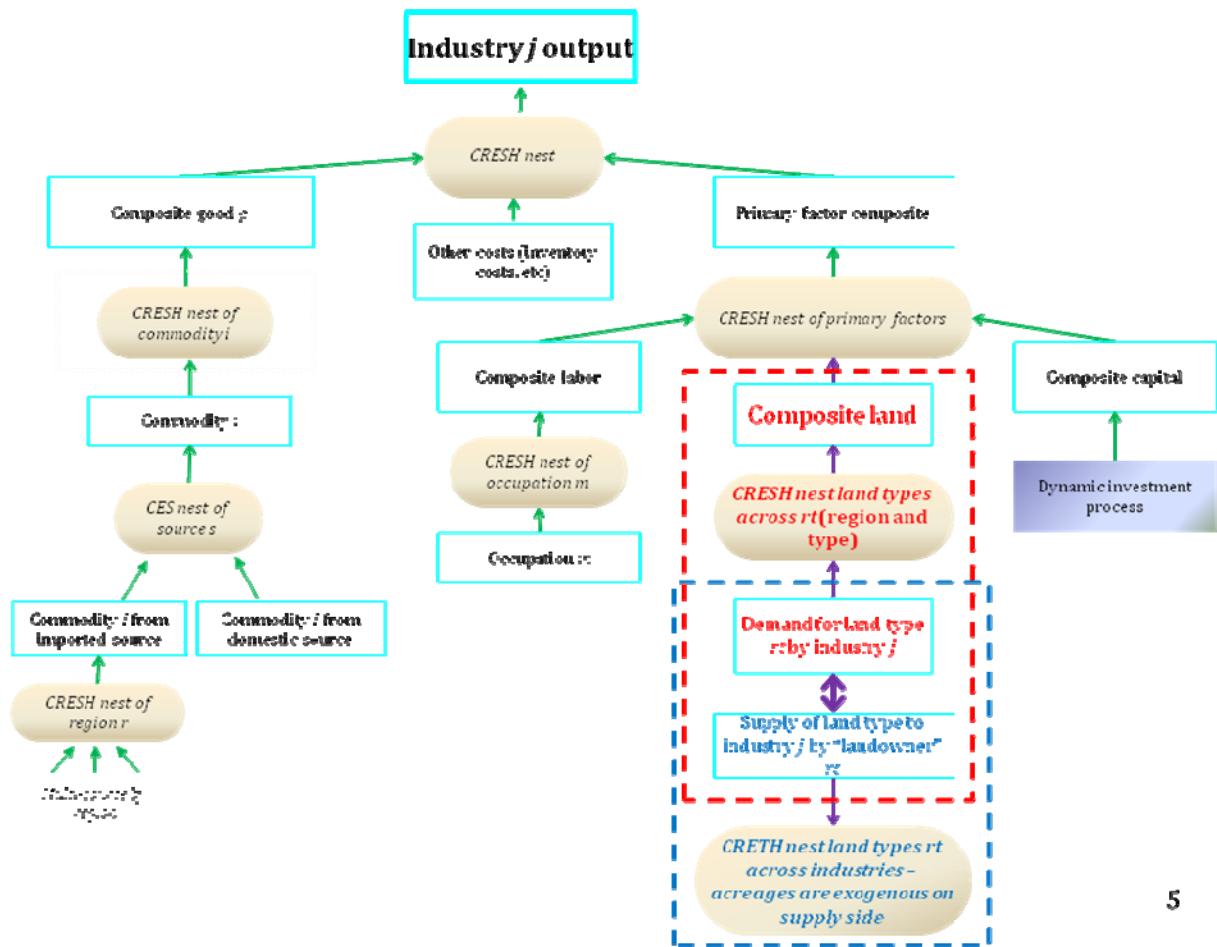 Industry j output
CRESH nest
Composite good
Primary factor composite
Other costs (Inventory
costs, etc)
CRESH nest of
commodity i
CRESH nest of primary factors
Composite labor
Composite land
Composite capital
Commodity
CRESH nest of
occupation m
CRESH nest land types
across rt (region and
type)
Dynamic investment
process
CES nest of
source s
Occupation
Commodity i from
imported source
Commodity i from
domestic source
Demand for land type
rt by industry j
CRESH nest of
region r
Supply of land type to
industry j by "landowner"
CRETH nest land types rt
across industries –
acreages are exogenous on
supply side
5